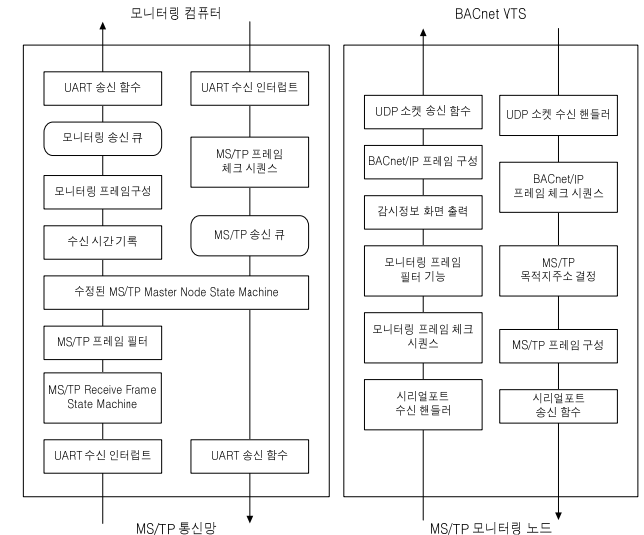 모니터링 컴퓨터
UART 송신 함수
UART 수신 인터럽트
모니터링 송신 큐
MS/TP 프레임
체크 시퀀스
모니터링 프레임구성
수신 시간기록
MS/TP 송신 큐
수정된 MS/TP Master Node State Machine
MS/TP 프레임 필터
MS/TP Receive Frame
State Machine
UART 수신 인터럽트
UART 송신 함수
MS/TP 통신망
BACnet VTS
UDP 소켓 송신 함수
UDP 소켓 수신 핸들러
BACnet/IP 프레임 구성
BACnet/IP
프레임 체크 시퀀스
감시정보 화면 출력
모니터링 프레임
필터 기능
MS/TP
목적지주소 결정
모니터링 프레임 체크
시퀀스
MS/TP 프레임 구성
시리얼포트
수신 핸들러
시리얼포트
송신 함수
MS/TP 모니터링 노드